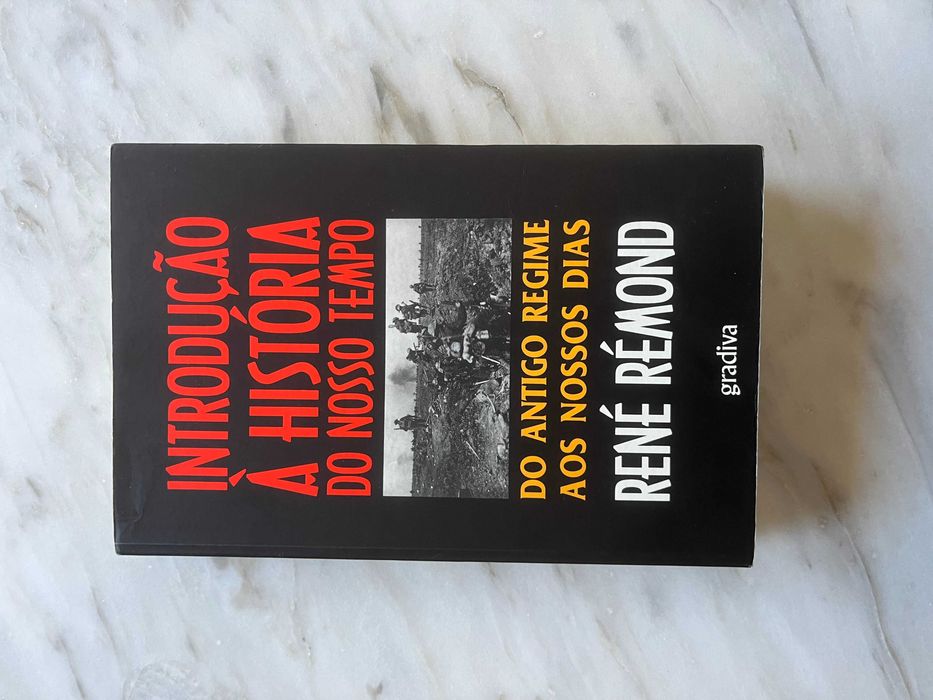 INTRODUÇÃO
À HISTÓRIA
DO NOSSO TEMPO
DO ANTIGO REGIME
AOS NOSSOS DIAS
RENÉ RÉMOND
gradiva